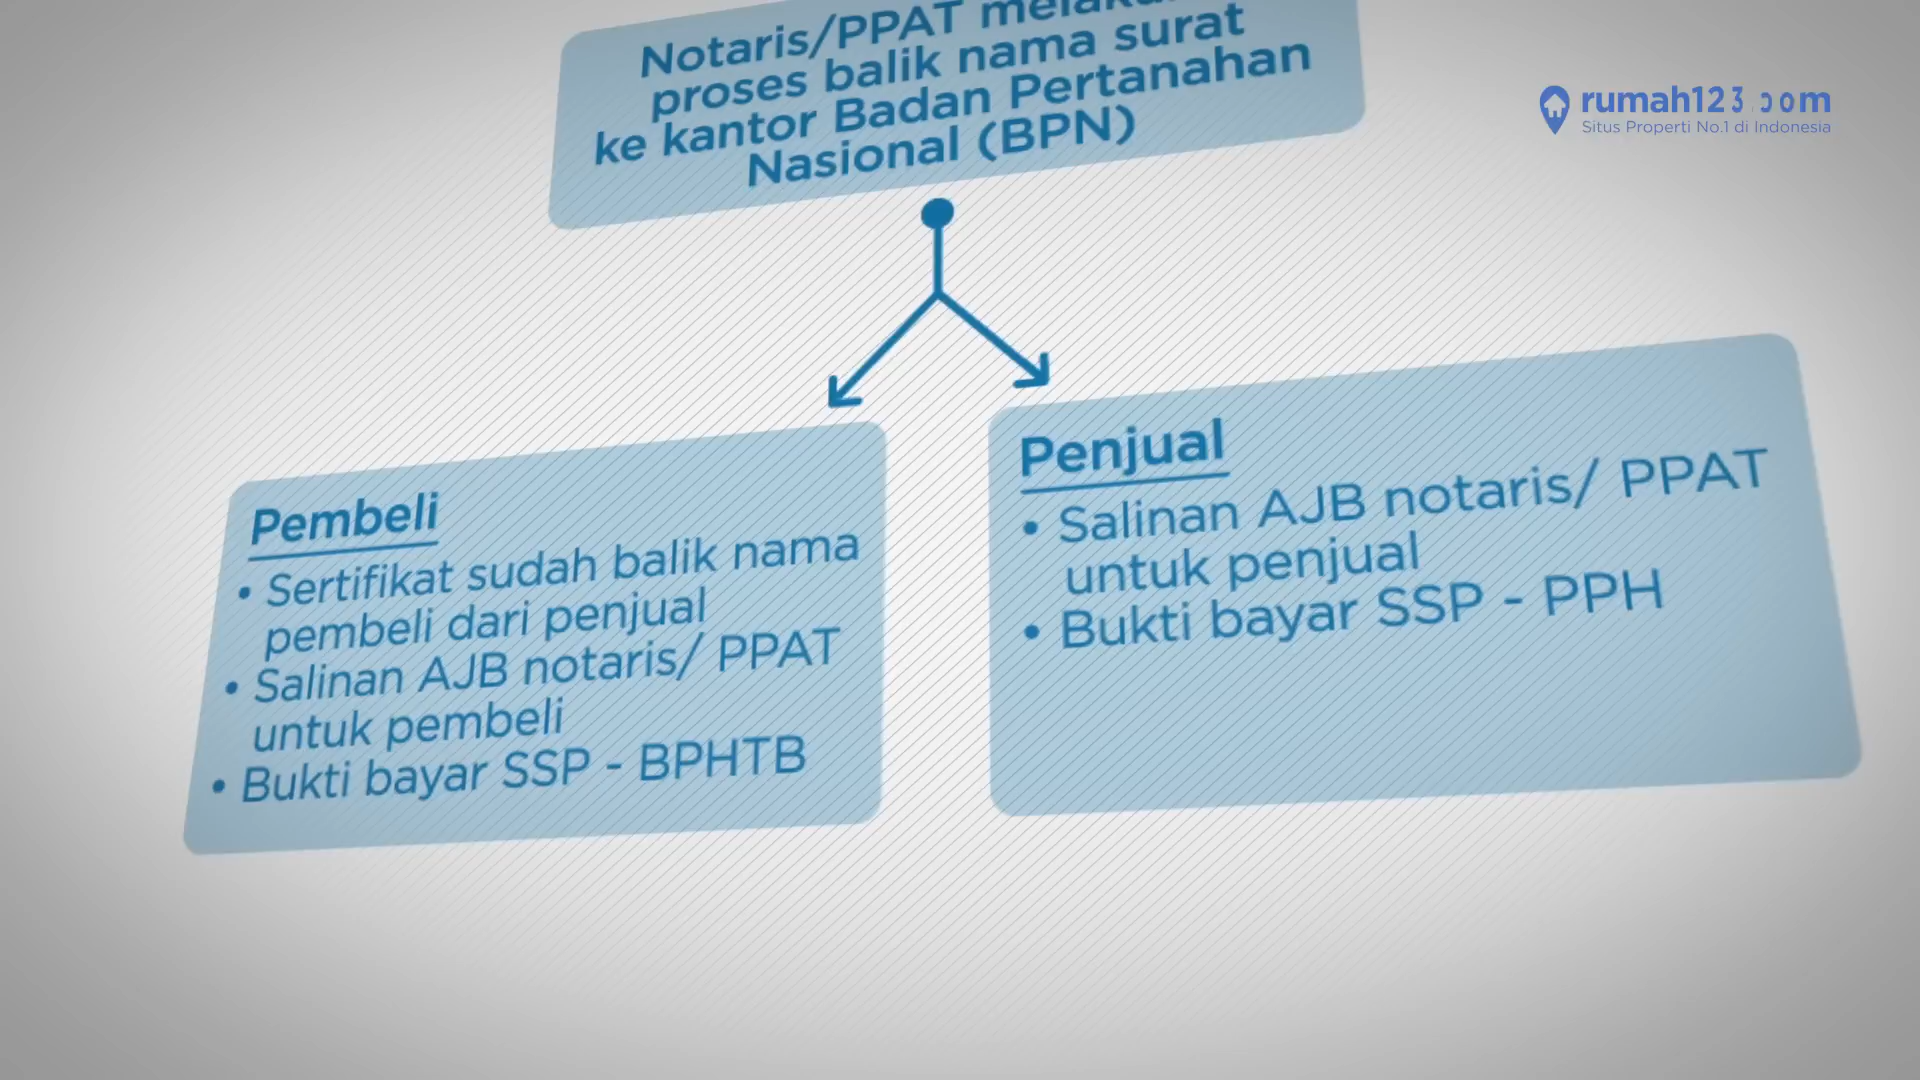 Notaris/PPAT
proses balik nama surat
ke kantor Badan Pertanahan
Nasional (BPN)
rumah123.com
Situs Properti No.1 di Indonesia
Pembeli
• Sertifikat sudah balik nama
pembeli dari penjual
• Salinan AJB notaris/ PPAT
untuk pembeli
• Bukti bayar SSP - BPHTB
Penjual
• Salinan AJB notaris/ PPAT
untuk penjual
• Bukti bayar SSP - PPH